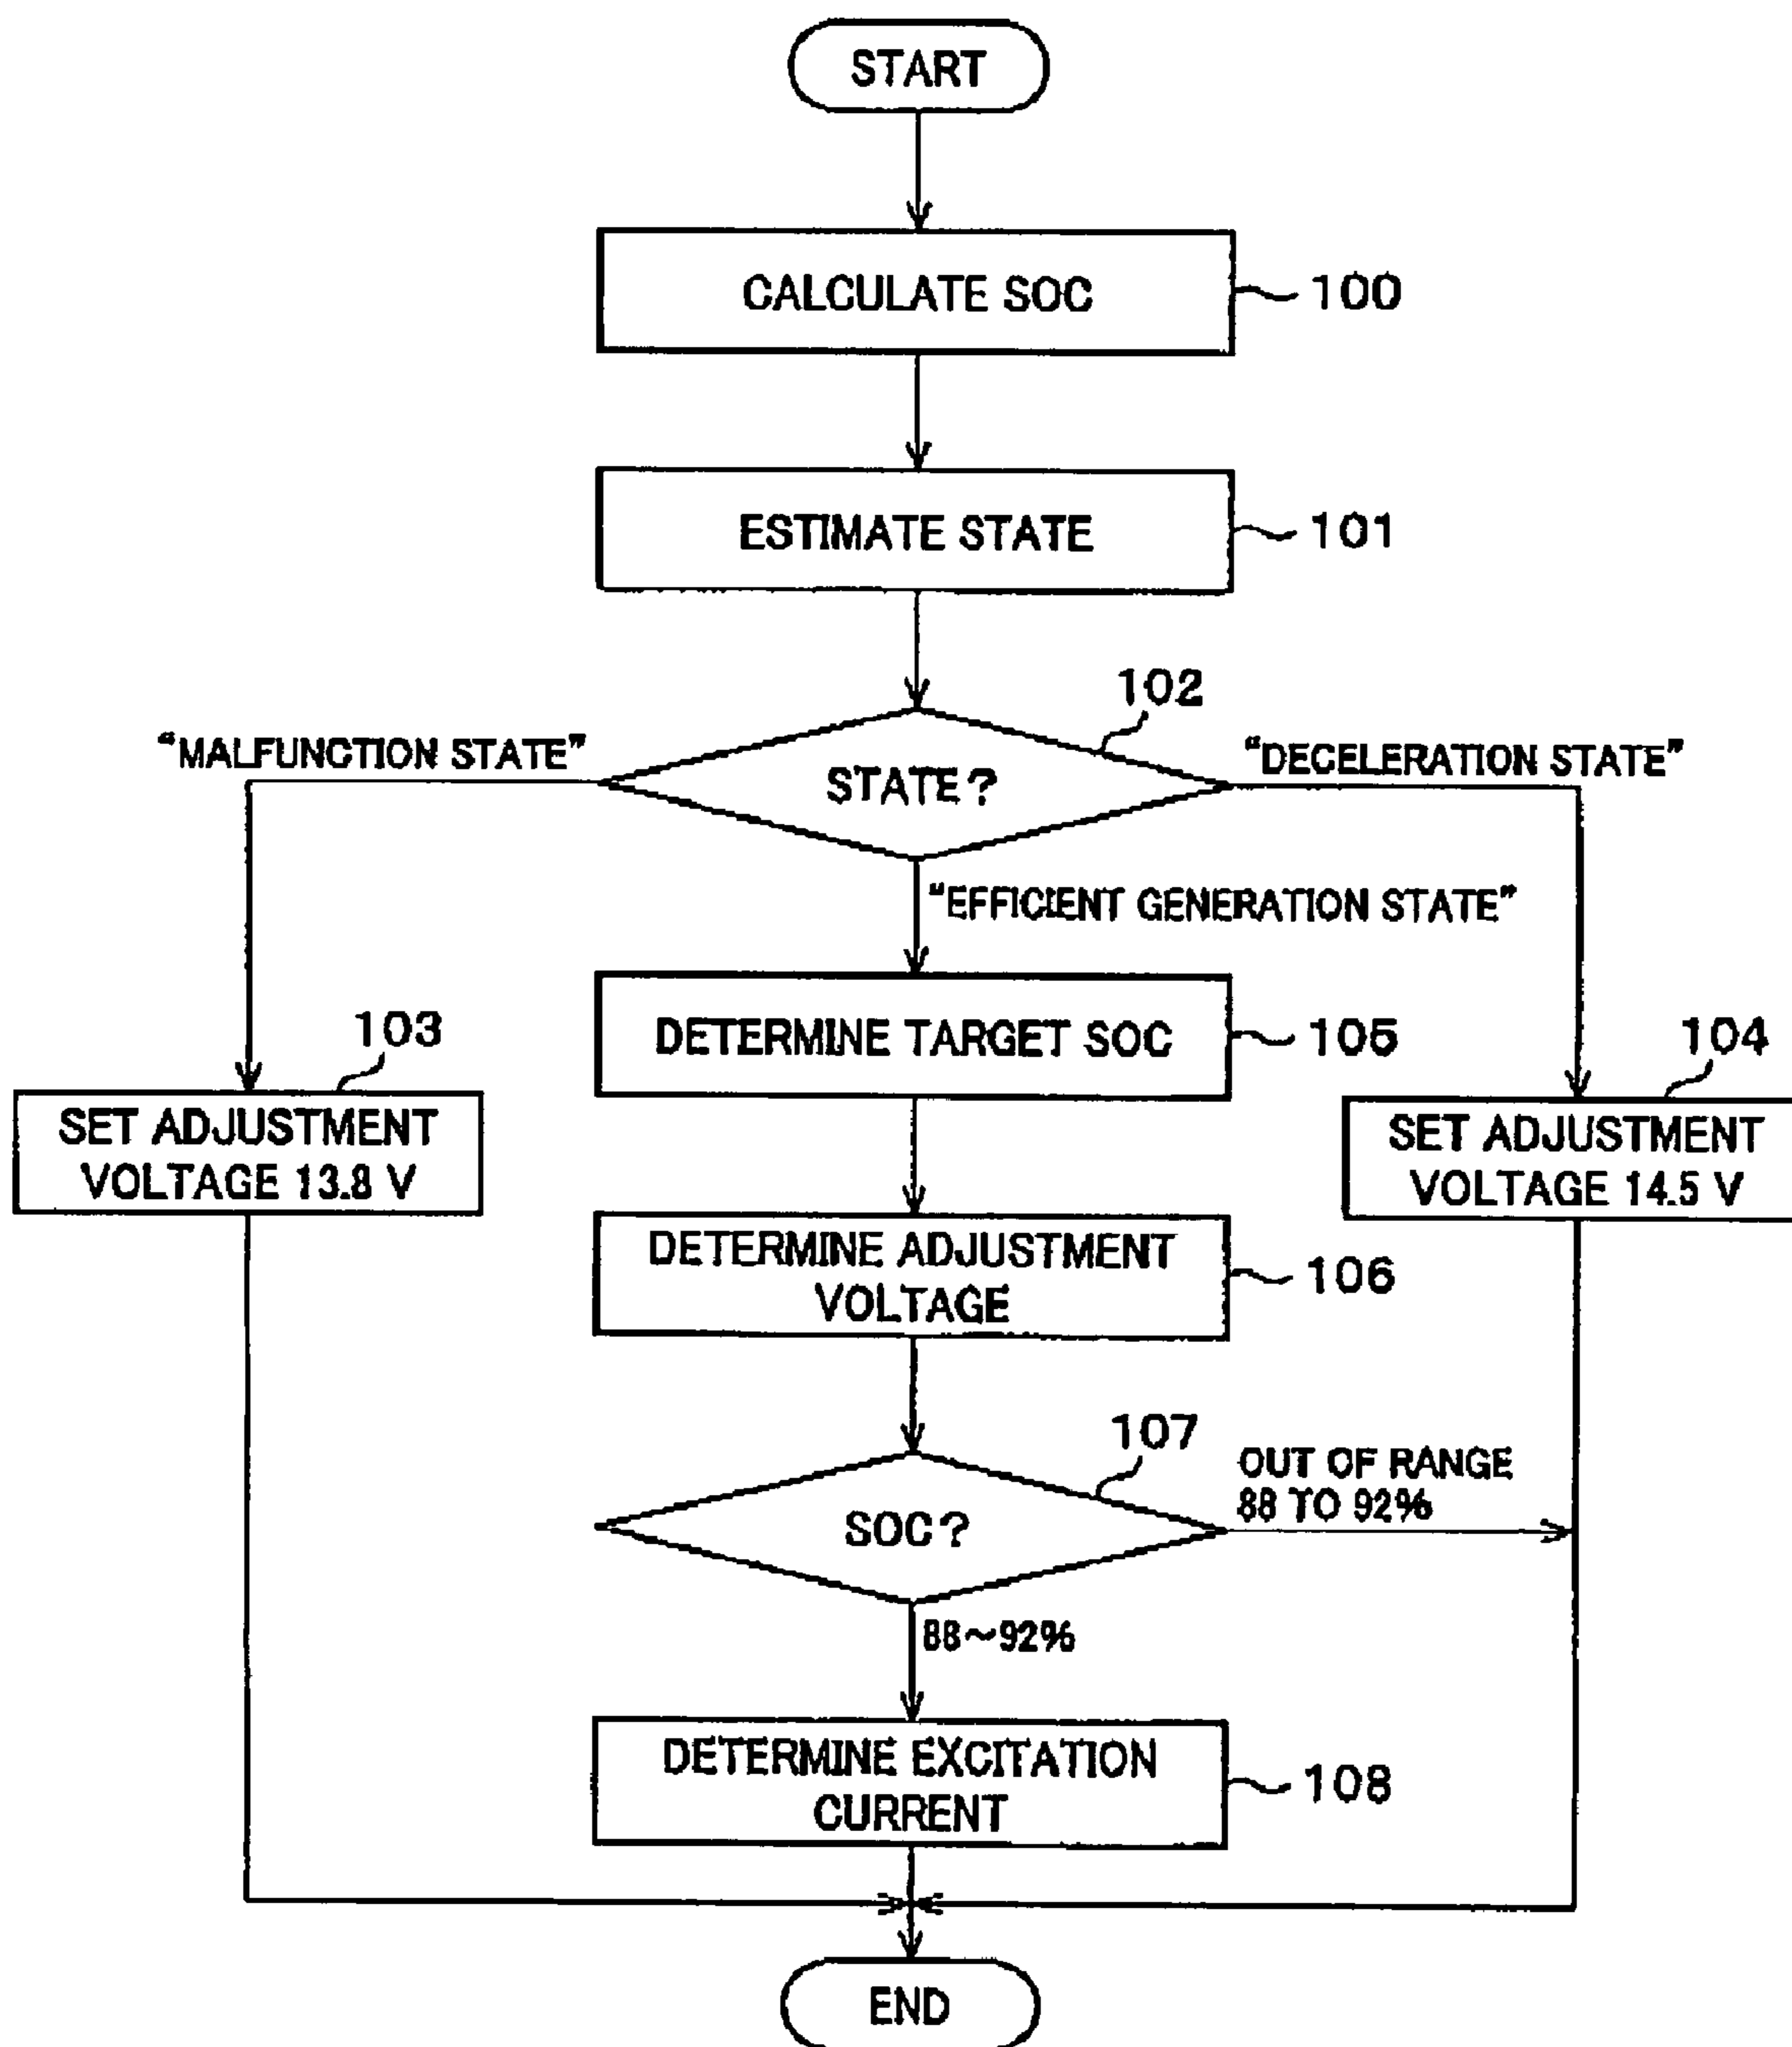 START
CALCULATE SOC
100
ESTIMATE STATE
101
102
"MALFUNCTION STATE"
STATE?
"DECELERATION STATE"
"EFFICIENT GENERATION STATE"
103
SET ADJUSTMENT
VOLTAGE 13.8 V
DETERMINE TARGET SOC
105
104
SET ADJUSTMENT
VOLTAGE 14.5 V
DETERMINE ADJUSTMENT
VOLTAGE
106
107
SOC?
OUT OF RANGE
88 TO 92%
88~92%
DETERMINE EXCITATION
CURRENT
108
END